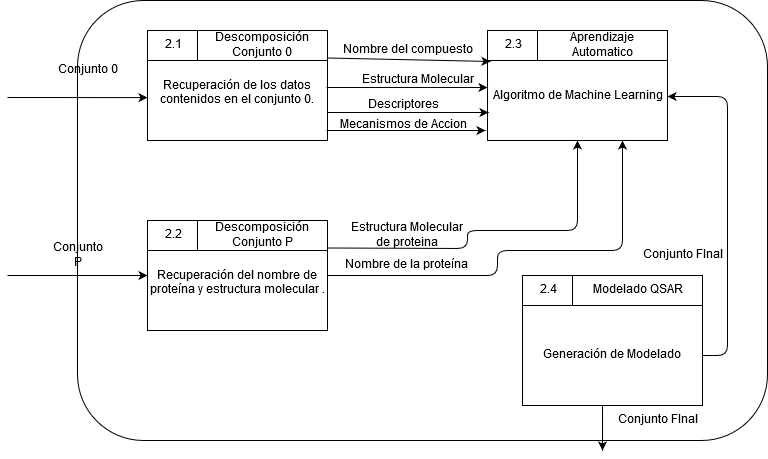 Conjunto 0
2.1
Descomposición
Conjunto 0
Recuperación de los datos
contenidos en el conjunto 0.
Nombre del compuesto
Estructura Molecular
Descriptores
Mecanismos de Accion
2.3
Aprendizaje
Automatico
Algoritmo de Machine Learning
Conjunto
P
2.2
Descomposición
Conjunto P
Recuperación del nombre de
proteína y estructura molecular .
Estructura Molecular
de proteina
Nombre de la proteína
Conjunto FInal
2.4
Modelado QSAR
Generación de Modelado
Conjunto FInal